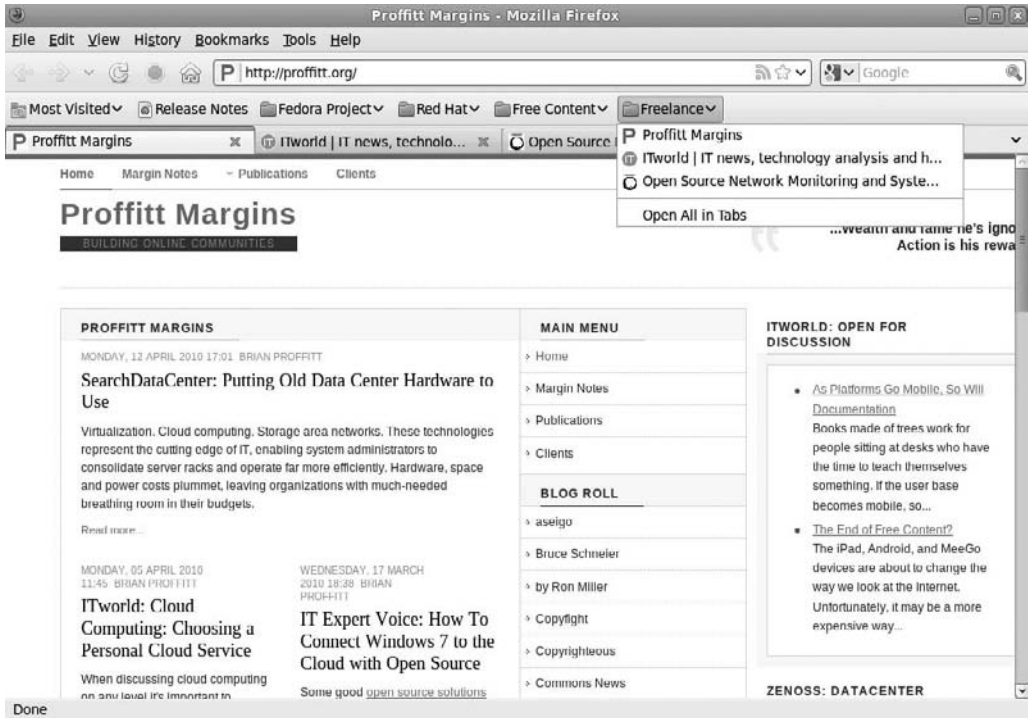 Proffitt Margins - Mozilla Firefox
File Edit View History Bookmarks Tools Help
P http://proffitt.org/ Google
Most Visited Release Notes Fedora Project Red Hat Free Content Freelance
P Proffitt Margins ITworld | IT news, technolo... Open Source
P Proffitt Margins
ITworld | IT news, technology analysis and h...
Open Source Network Monitoring and Syste...
Open All in Tabs
Home Margin Notes Publications Clients
Proffitt Margins
BUILDING ONLINE COMMUNITIES
...Wealth and fame he's igno
Action is his rewa
PROFFITT MARGINS
MONDAY, 12 APRIL 2010 17:01 BRIAN PROFFITT
SearchDataCenter: Putting Old Data Center Hardware to
Use
Virtualization. Cloud computing. Storage area networks. These technologies
represent the cutting edge of IT, enabling system administrators to
consolidate server racks and operate far more efficiently. Hardware, space
and power costs plummet, leaving organizations with much-needed
breathing room in their budgets.
Read more...
MONDAY, 05 APRIL 2010
11:45 BRIAN PROFFITT
ITworld: Cloud
Computing: Choosing a
Personal Cloud Service
When discussing cloud computing
on any level it's important to
WEDNESDAY, 17 MARCH
2010 18:38 BRIAN
PROFFITT
IT Expert Voice: How To
Connect Windows 7 to the
Cloud with Open Source
Some good open source solutions
MAIN MENU
Home
Margin Notes
Publications
Clients
BLOG ROLL
aseigo
Bruce Schneier
by Ron Miller
Copyfight
Copyrighteous
Commons News
ITWORLD: OPEN FOR
DISCUSSION
As Platforms Go Mobile, So Will
Documentation
Books made of trees work for
people sitting at desks who have
the time to teach themselves
something. If the user base
becomes mobile, so...
The End of Free Content?
The iPad, Android, and MeeGo
devices are about to change the
way we look at the Internet.
Unfortunately, it may be a more
expensive way...
ZENOSS: DATACENTER
Done